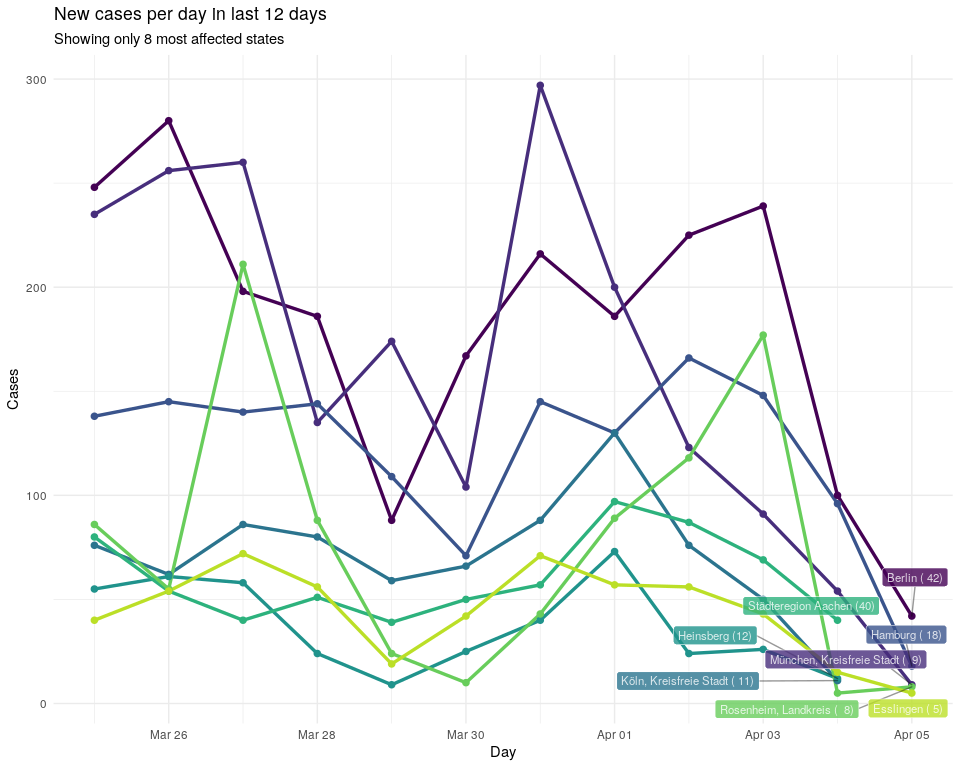 New cases per day in last 12 days
Showing only 8 most affected states
Cases
300
200
100
0
Berlin ( 42)
Städteregion Aachen (40)
Hamburg ( 18)
Heinsberg (12)
München, Kreisfreie Stadt ( 9)
Köln, Kreisfreie Stadt ( 11)
Rosenheim, Landkreis (  8)
Esslingen ( 5)
Mar 26
Mar 28
Mar 30
Apr 01
Apr 03
Apr 05
Day